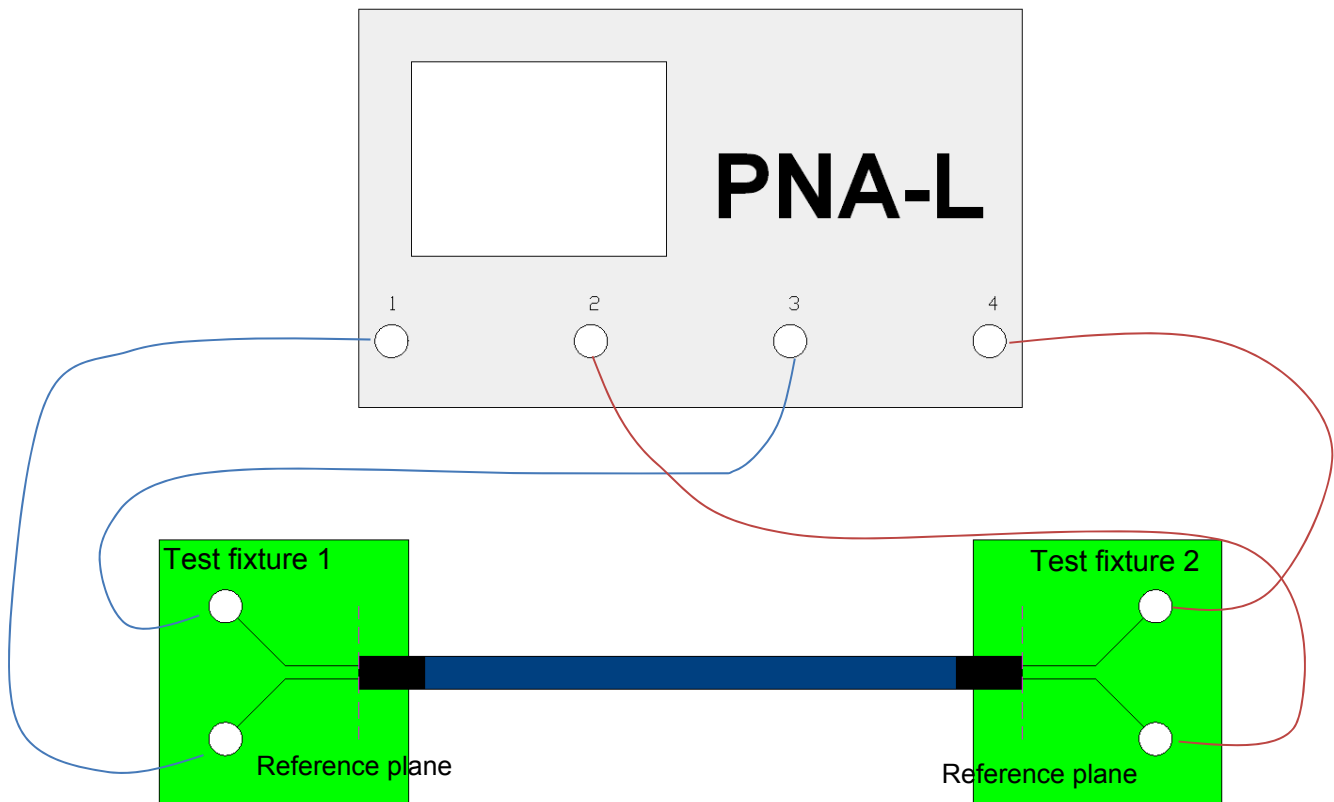 PNA-L
1
2
3
4
Test fixture 1
Test fixture 2
Reference plane
Reference plane